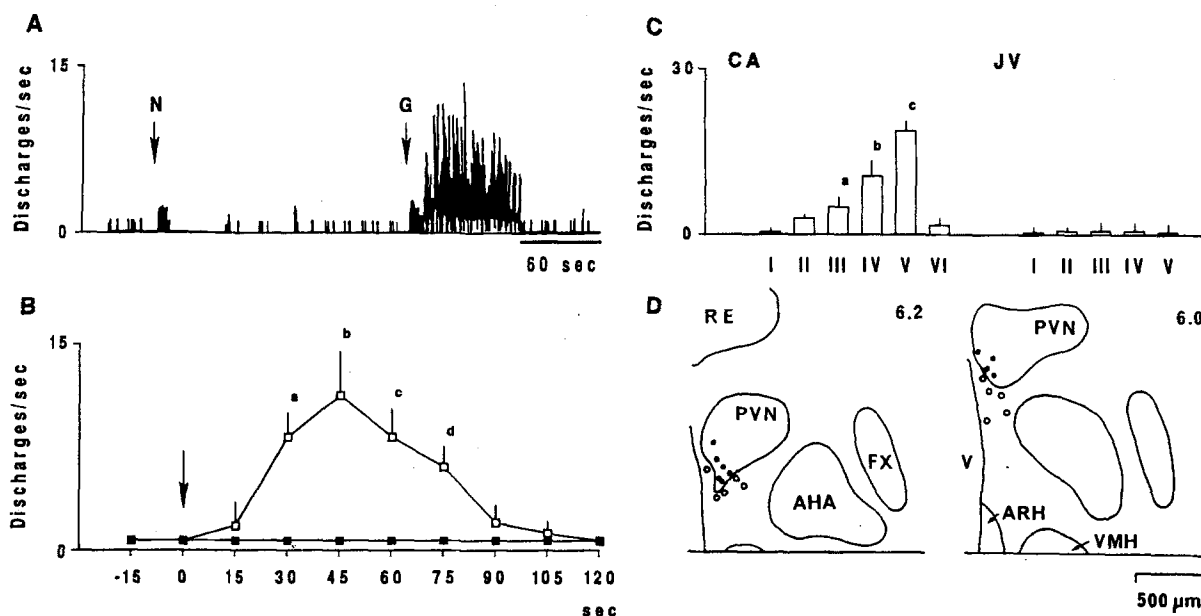 A
Discharges/sec
15
0
N
G
60 sec
B
Discharges/sec
15
0
a
b
c
d
-15 0 15 30 45 60 75 90 105 120
sec
C
Discharges/sec
30
0
CA
JV
a
b
c
I II III IV V VI
I II III IV V
D
RE
6.2
PVN
AHA
FX
6.0
PVN
V
ARH
VMH
500 µm